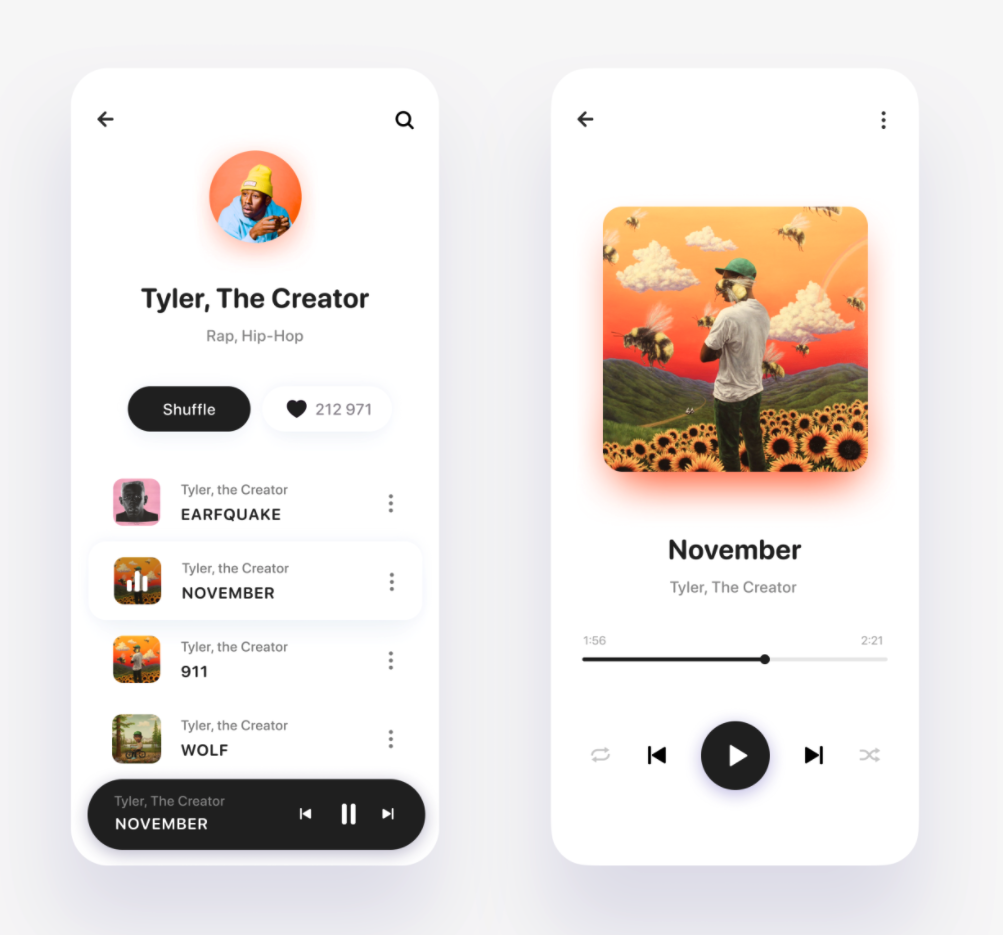 Tyler, The Creator
Rap, Hip-Hop
Shuffle
212 971
Tyler, the Creator
EARFQUAKE
Tyler, the Creator
NOVEMBER
Tyler, the Creator
911
Tyler, the Creator
WOLF
Tyler, The Creator
NOVEMBER
November
Tyler, The Creator
1:56 2:21